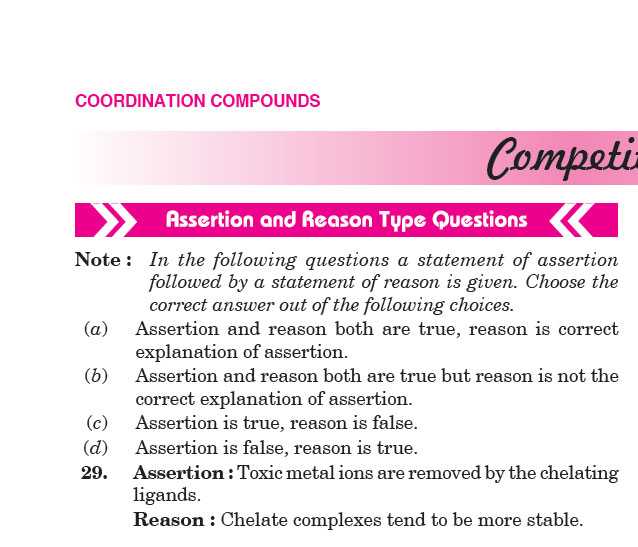 COORDINATION COMPOUNDS
Assertion and Reason Type Questions
Note : In the following questions a statement of assertion
followed by a statement of reason is given. Choose the
correct answer out of the following choices.
(a) Assertion and reason both are true, reason is correct
explanation of assertion.
(b) Assertion and reason both are true but reason is not the
correct explanation of assertion.
(c) Assertion is true, reason is false.
(d) Assertion is false, reason is true.
29. Assertion : Toxic metal ions are removed by the chelating
ligands.
Reason : Chelate complexes tend to be more stable.